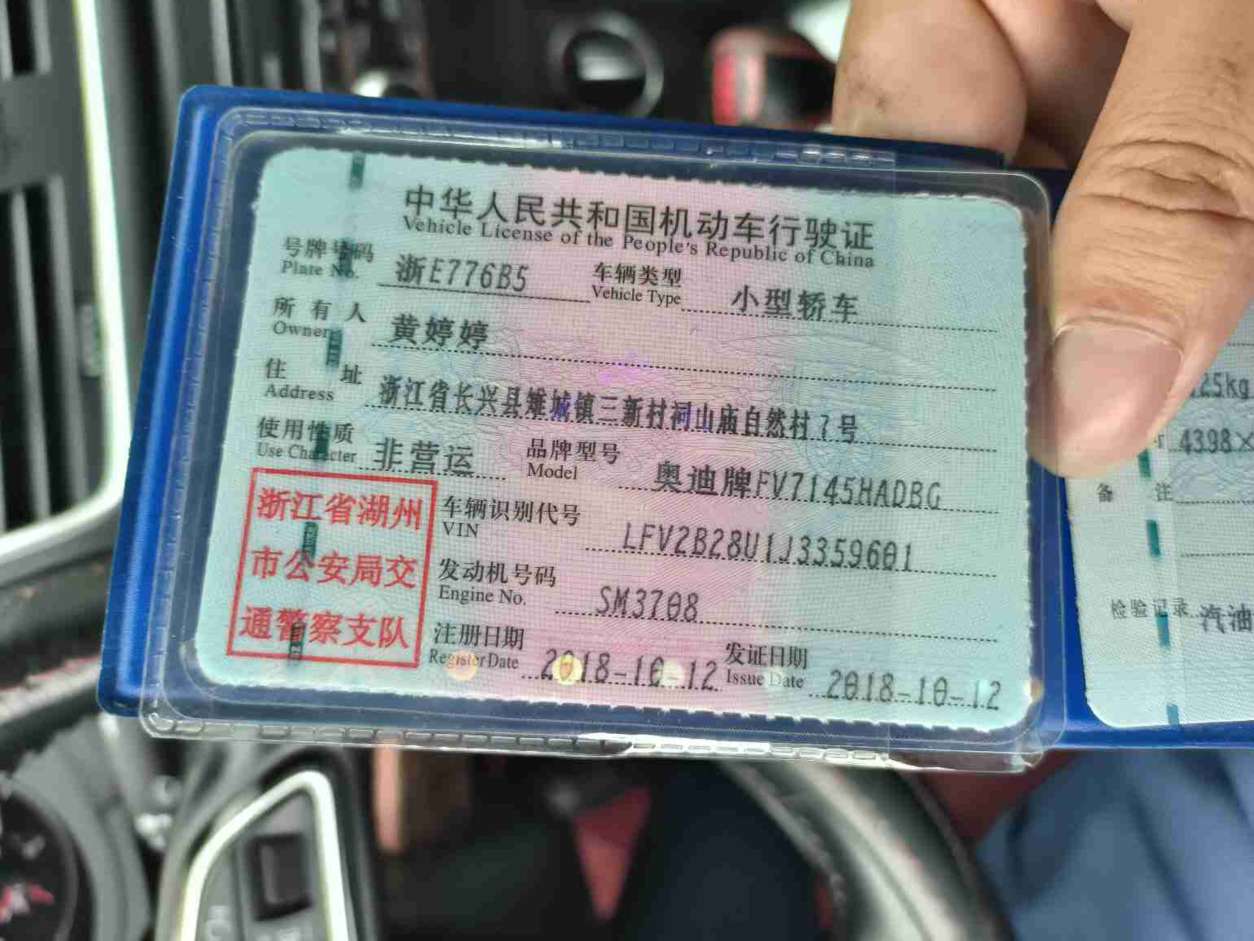 中华人民共和国机动车行驶证
Vehicle License of the People's Republic of China
号牌号码 浙E776B5 车辆类型 小型轿车
Plate No. Vehicle Type
所有人 黄婷婷
Owner
住址 浙江省长兴县雉城镇三新村祠山庙自然村7号
Address
使用性质 非营运 品牌型号 奥迪牌FV7145HADBG
Use Character Model
浙江省湖州
市公安局交
通警察支队
车辆识别代号 LFV2B28U1J3359601
VIN
发动机号码 SM3708
Engine No.
注册日期 2018-10-12 发证日期 2018-10-12
Register Date Issue Date
25kg
4398×
备注
检验记录 汽油